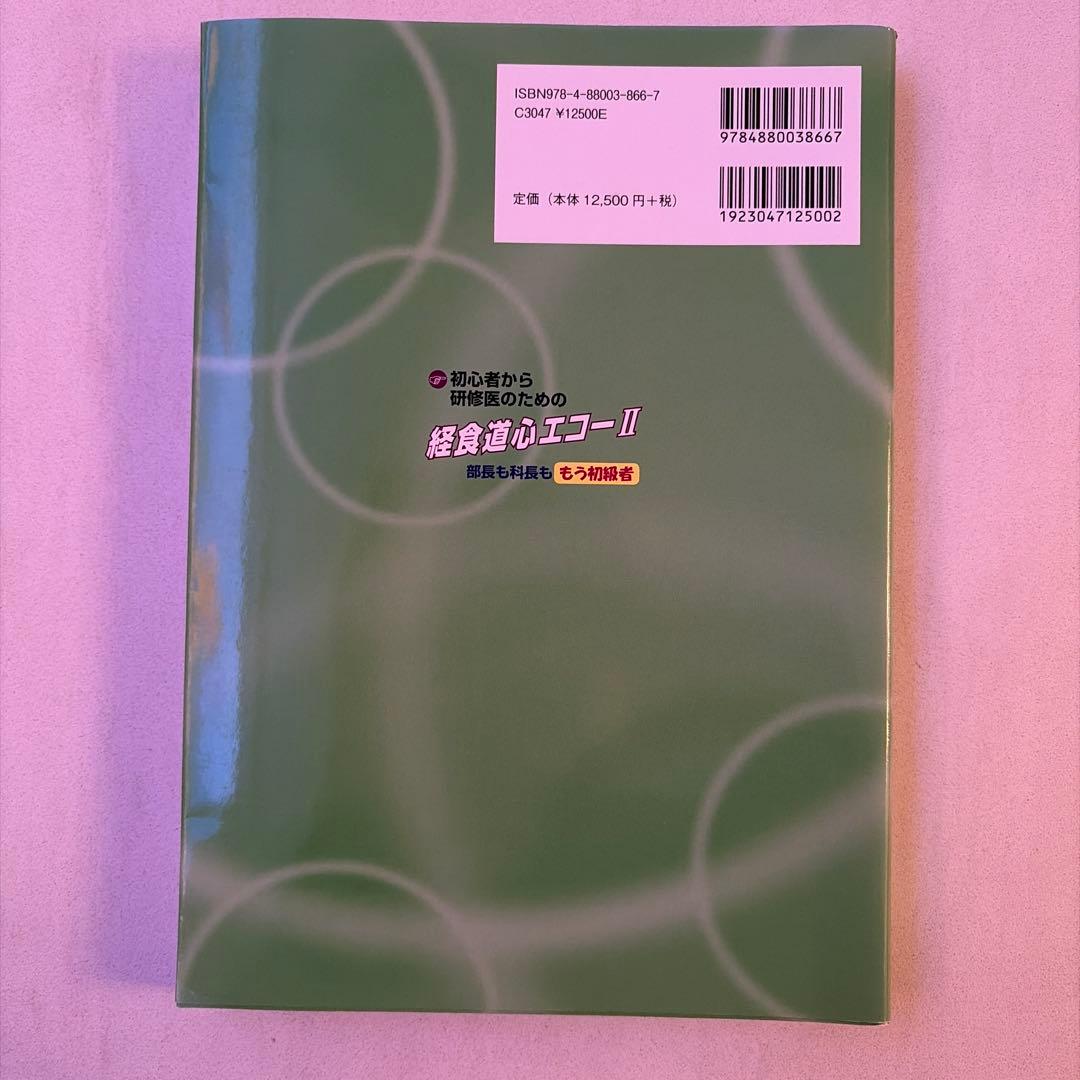 ISBN978-4-88003-866-7
C3047 ¥12500E
9784880038667
定価(本体 12,500 円+税)
1923047125002
初心者から
研修医のための
経食道心エコーⅡ
部長も科長も もう初級者